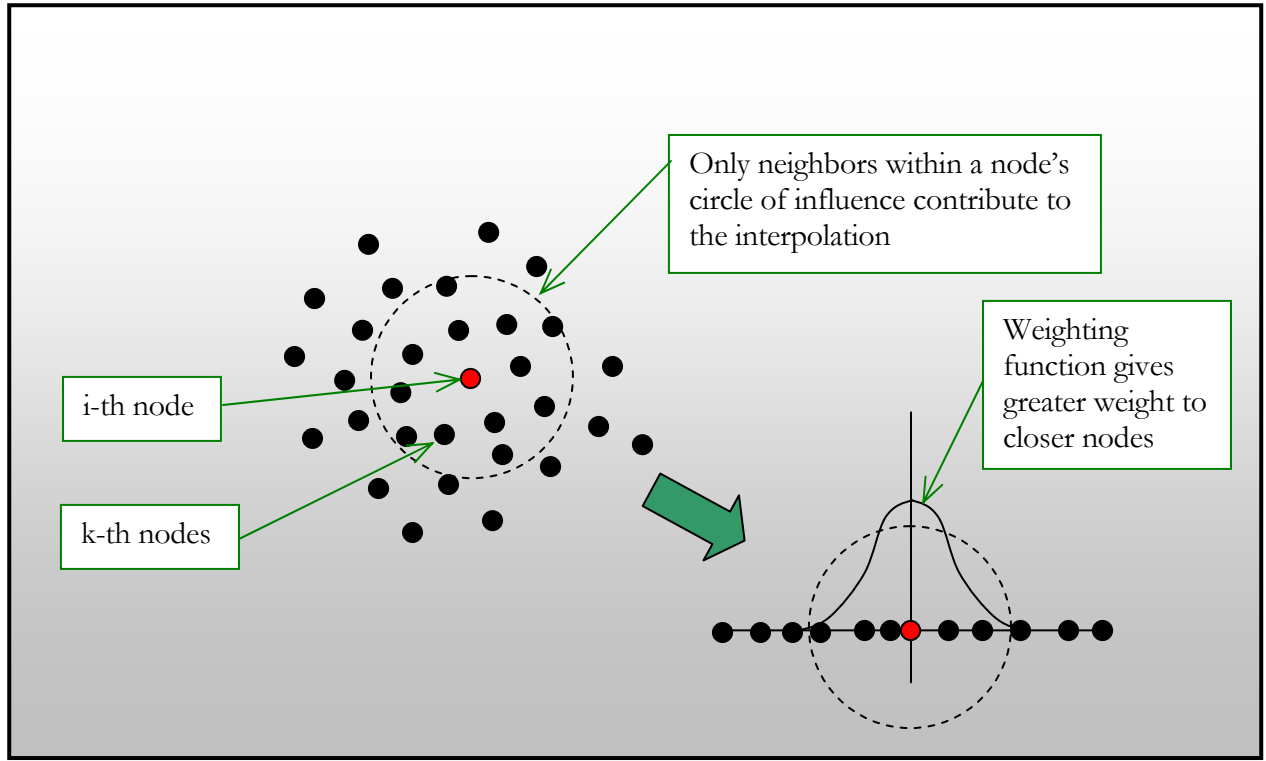 Only neighbors within a node’s
circle of influence contribute to
the interpolation
Weighting
function gives
greater weight to
closer nodes
i-th node
k-th nodes